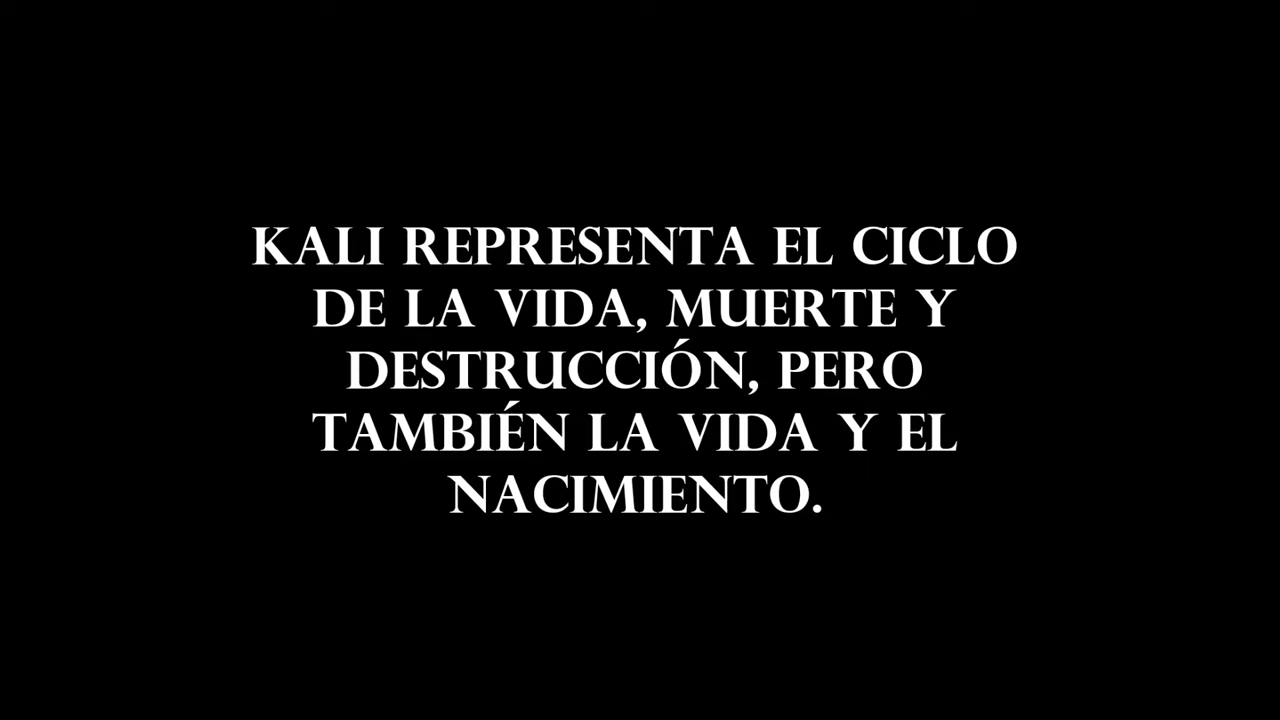 KALI REPRESENTA EL CICLO
DE LA VIDA, MUERTE Y
DESTRUCCIÓN, PERO
TAMBIÉN LA VIDA Y EL
NACIMIENTO.